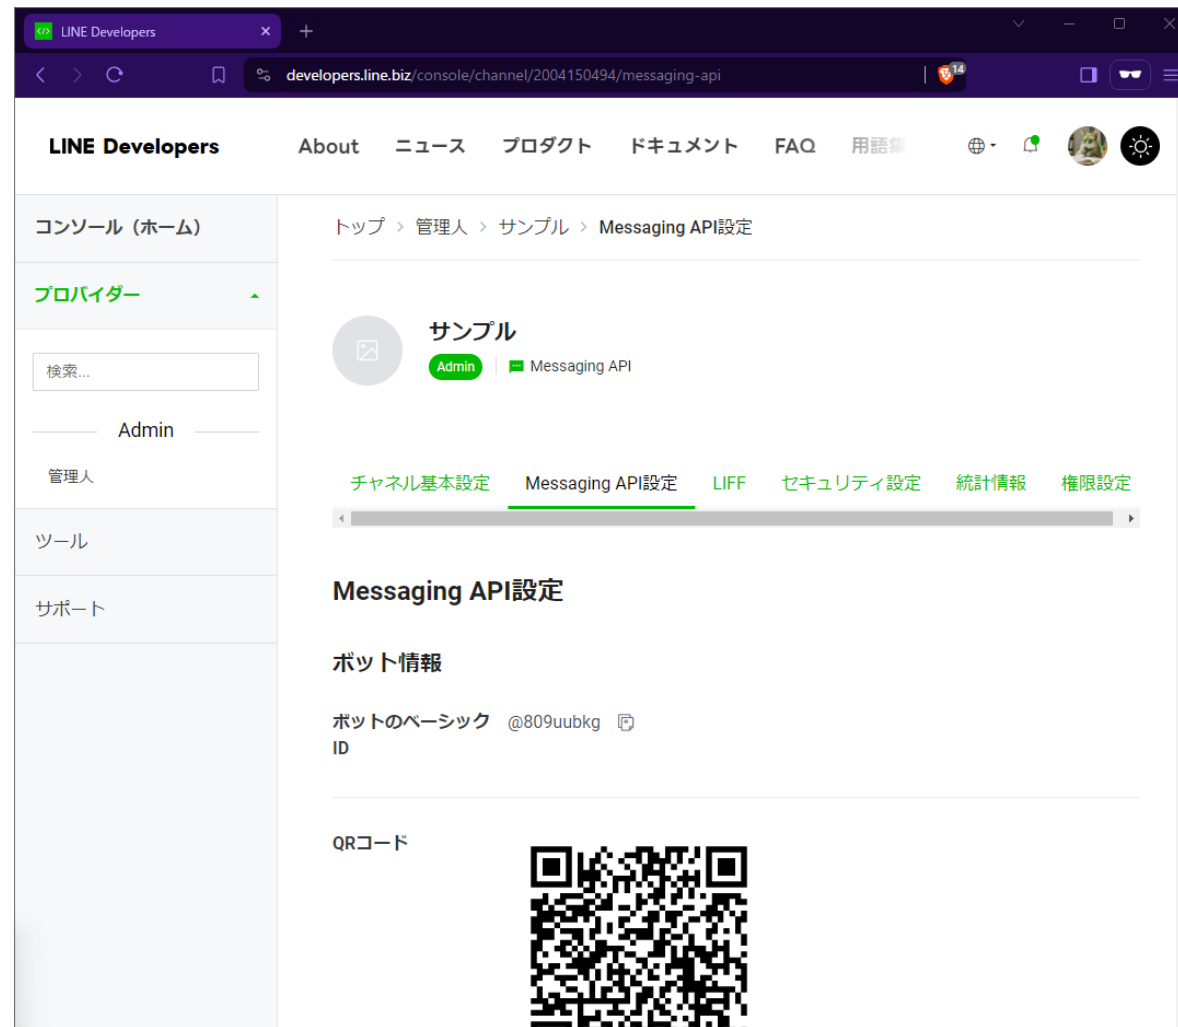 LINE Developers
developers.line.biz/console/channel/2004150494/messaging-api
14
LINE Developers
About ニュース プロダクト ドキュメント FAQ 用語集
コンソール（ホーム）
プロバイダー
検索...
Admin
管理人
ツール
サポート
トップ > 管理人 > サンプル > Messaging API設定
サンプル
Admin Messaging API
チャネル基本設定 Messaging API設定 LIFF セキュリティ設定 統計情報 権限設定
Messaging API設定
ボット情報
ボットのベーシック @809uubkg
ID
QRコード